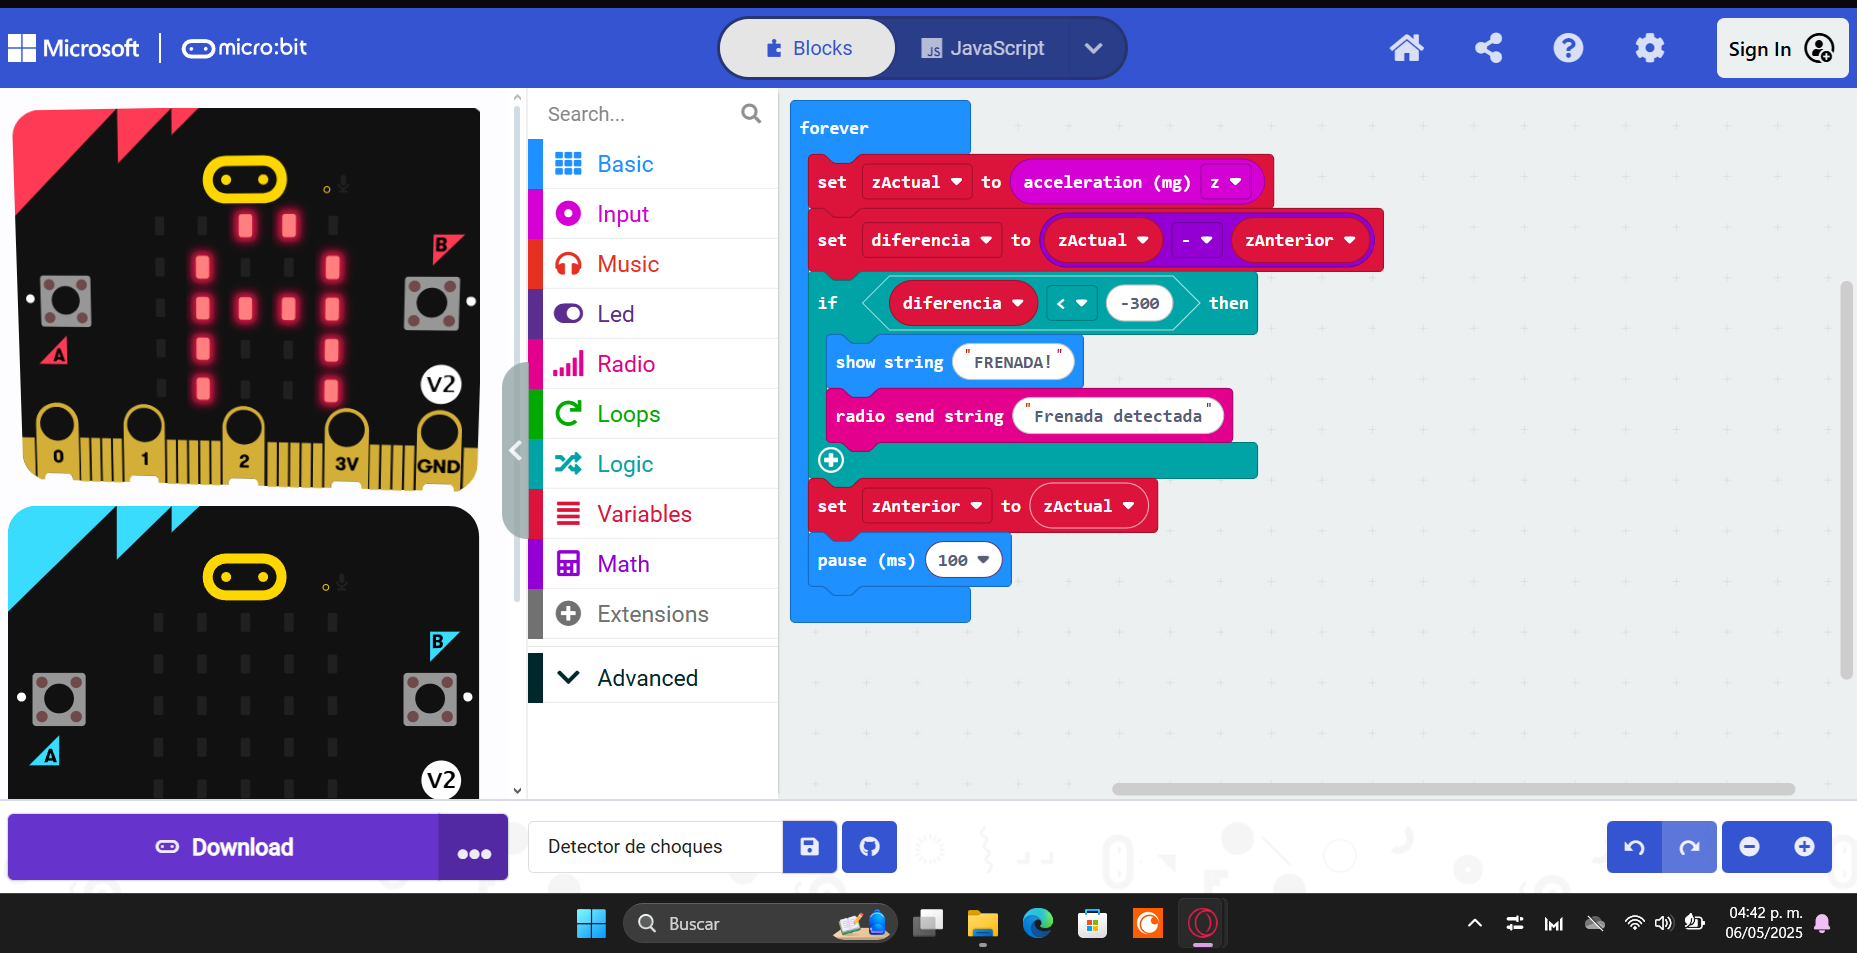 Microsoft
micro:bit
Blocks
JS JavaScript
Sign In
B
A
V2
0 1 2 3V GND
B
A
V2
Search...
Basic
Input
Music
Led
Radio
Loops
Logic
Variables
Math
Extensions
Advanced
forever
set zActual to acceleration (mg) z
set diferencia to zActual - zAnterior
if diferencia < -300 then
show string "FRENADA!"
radio send string "Frenada detectada"
set zAnterior to zActual
pause (ms) 100
Download
Detector de choques
Buscar
04:42 p. m.
06/05/2025